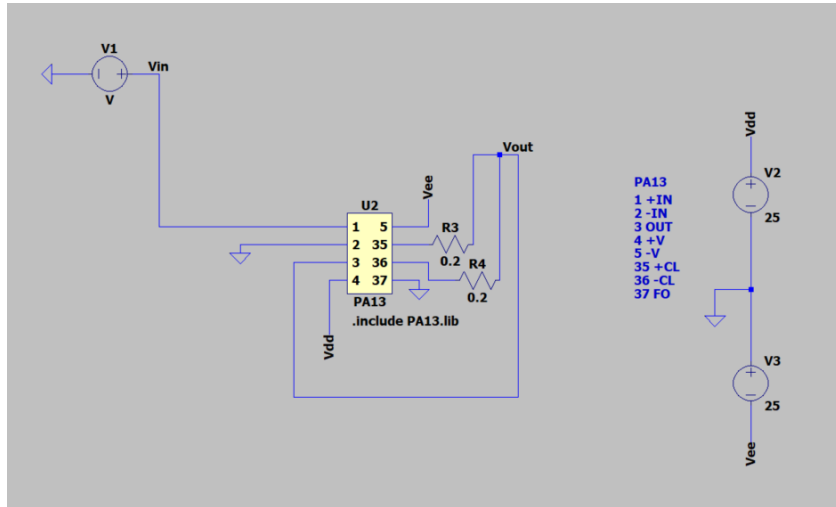 V1
Vin
V
Vdd
Vout
V2
PA13
1 +IN
2 -IN
3 OUT
4 +V
5 -V
35 +CL
36 -CL
37 FO
25
Vee
U2
R3
1 5
2 35
3 36
4 37
0.2
R4
0.2
PA13
.include PA13.lib
Vdd
V3
25
Vee